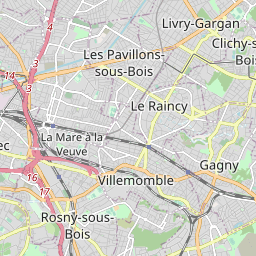 Livry-Gargan
Les Pavillons-
sous-Bois
Clichy-s
Bois
3
14
3
Le Raincy
4
La Mare à la
Veuve
ec
Gagny
16
17
Villemomble
Rosny-sous-
Bois